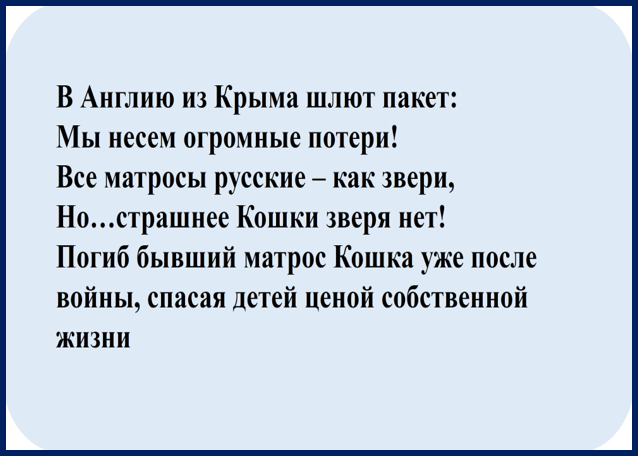 В Англию из Крыма шлют пакет:
Мы несем огромные потери!
Все матросы русские – как звери,
Но…страшнее Кошки зверя нет!
Погиб бывший матрос Кошка уже после
войны, спасая детей ценой собственной
жизни